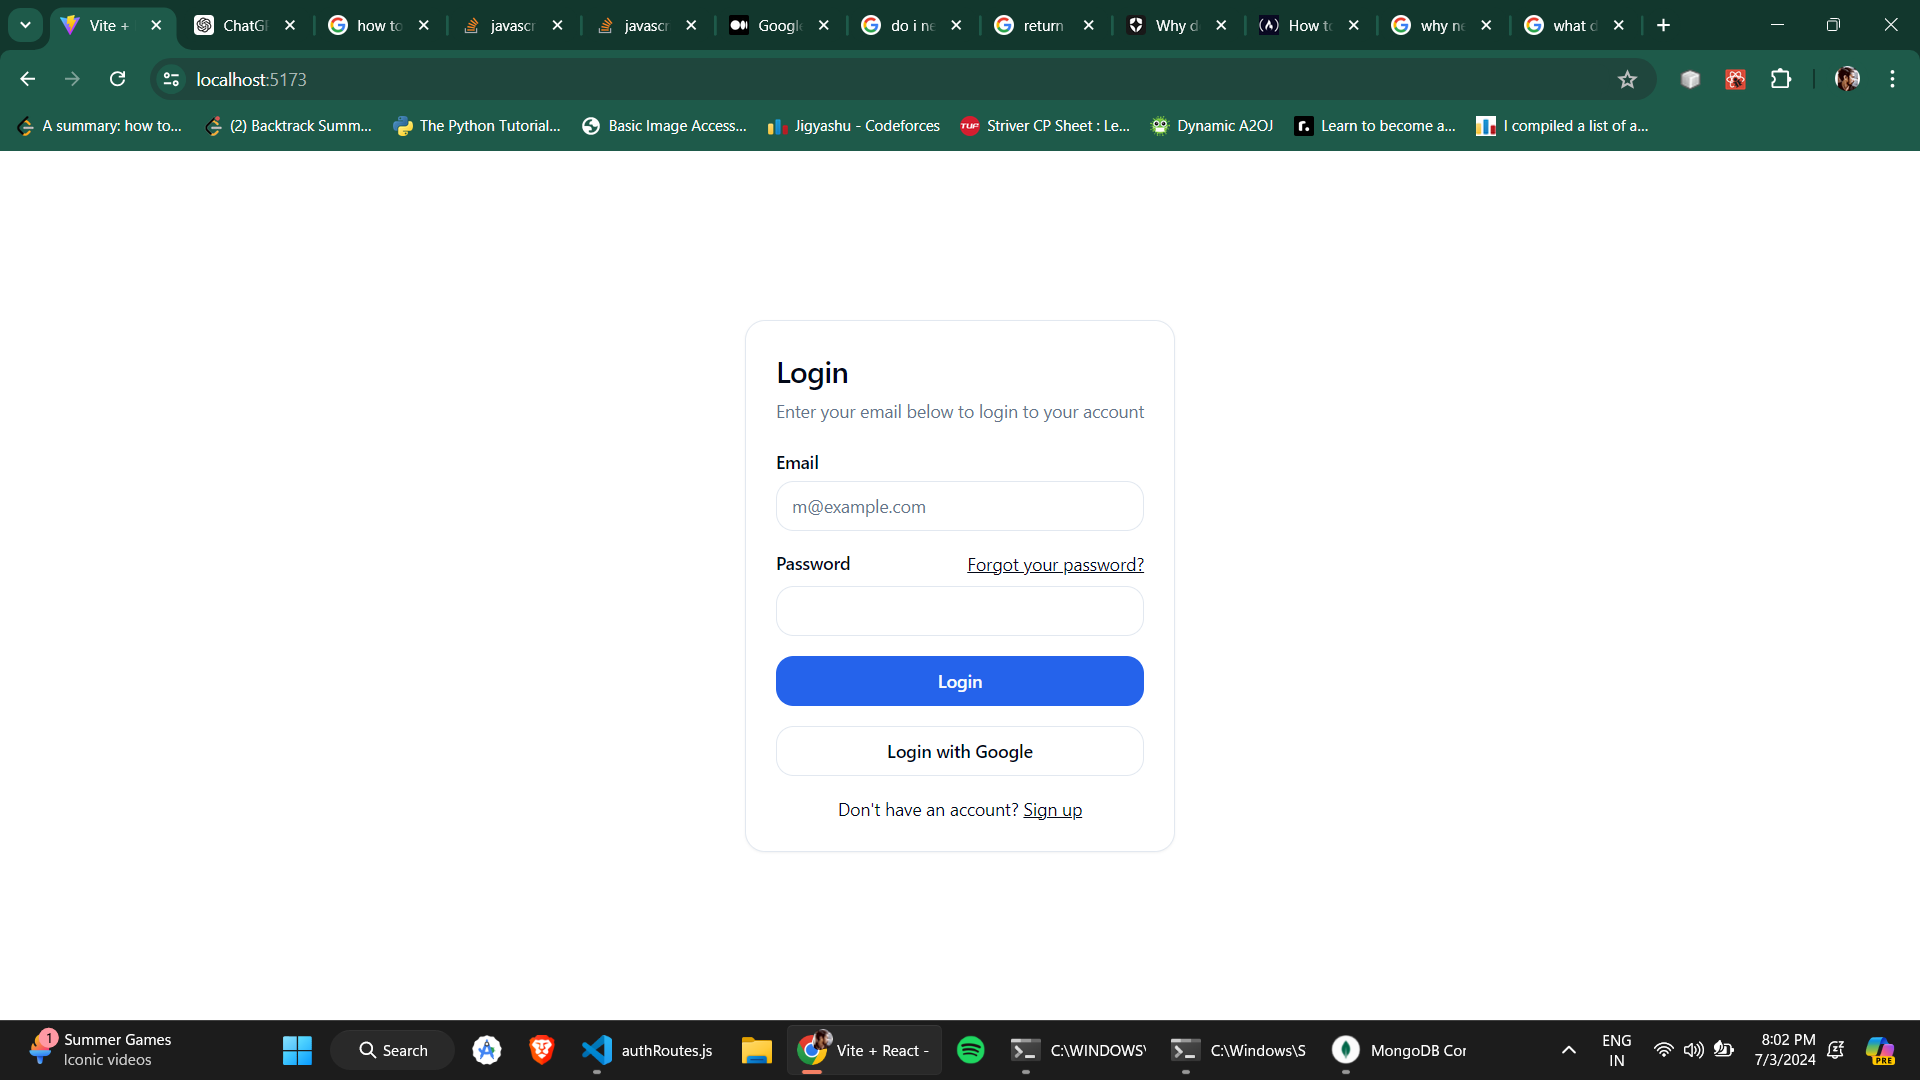 Vite +
ChatGP
how to
javascr
javascr
Google
do i ne
return
Why d
How to
why ne
what d
localhost:5173
A summary: how to...
(2) Backtrack Summ...
The Python Tutorial...
Basic Image Access...
Jigyashu - Codeforces
TUF
Striver CP Sheet : Le...
Dynamic A2OJ
r.
Learn to become a...
I compiled a list of a...
Login
Enter your email below to login to your account
Email
m@example.com
Password
Forgot your password?
Login
Login with Google
Don't have an account? Sign up
1
Summer Games
Iconic videos
Search
authRoutes.js
Vite + React -
C:\WINDOWS\
C:\Windows\S
MongoDB Cor
ENG
IN
8:02 PM
7/3/2024
PRE